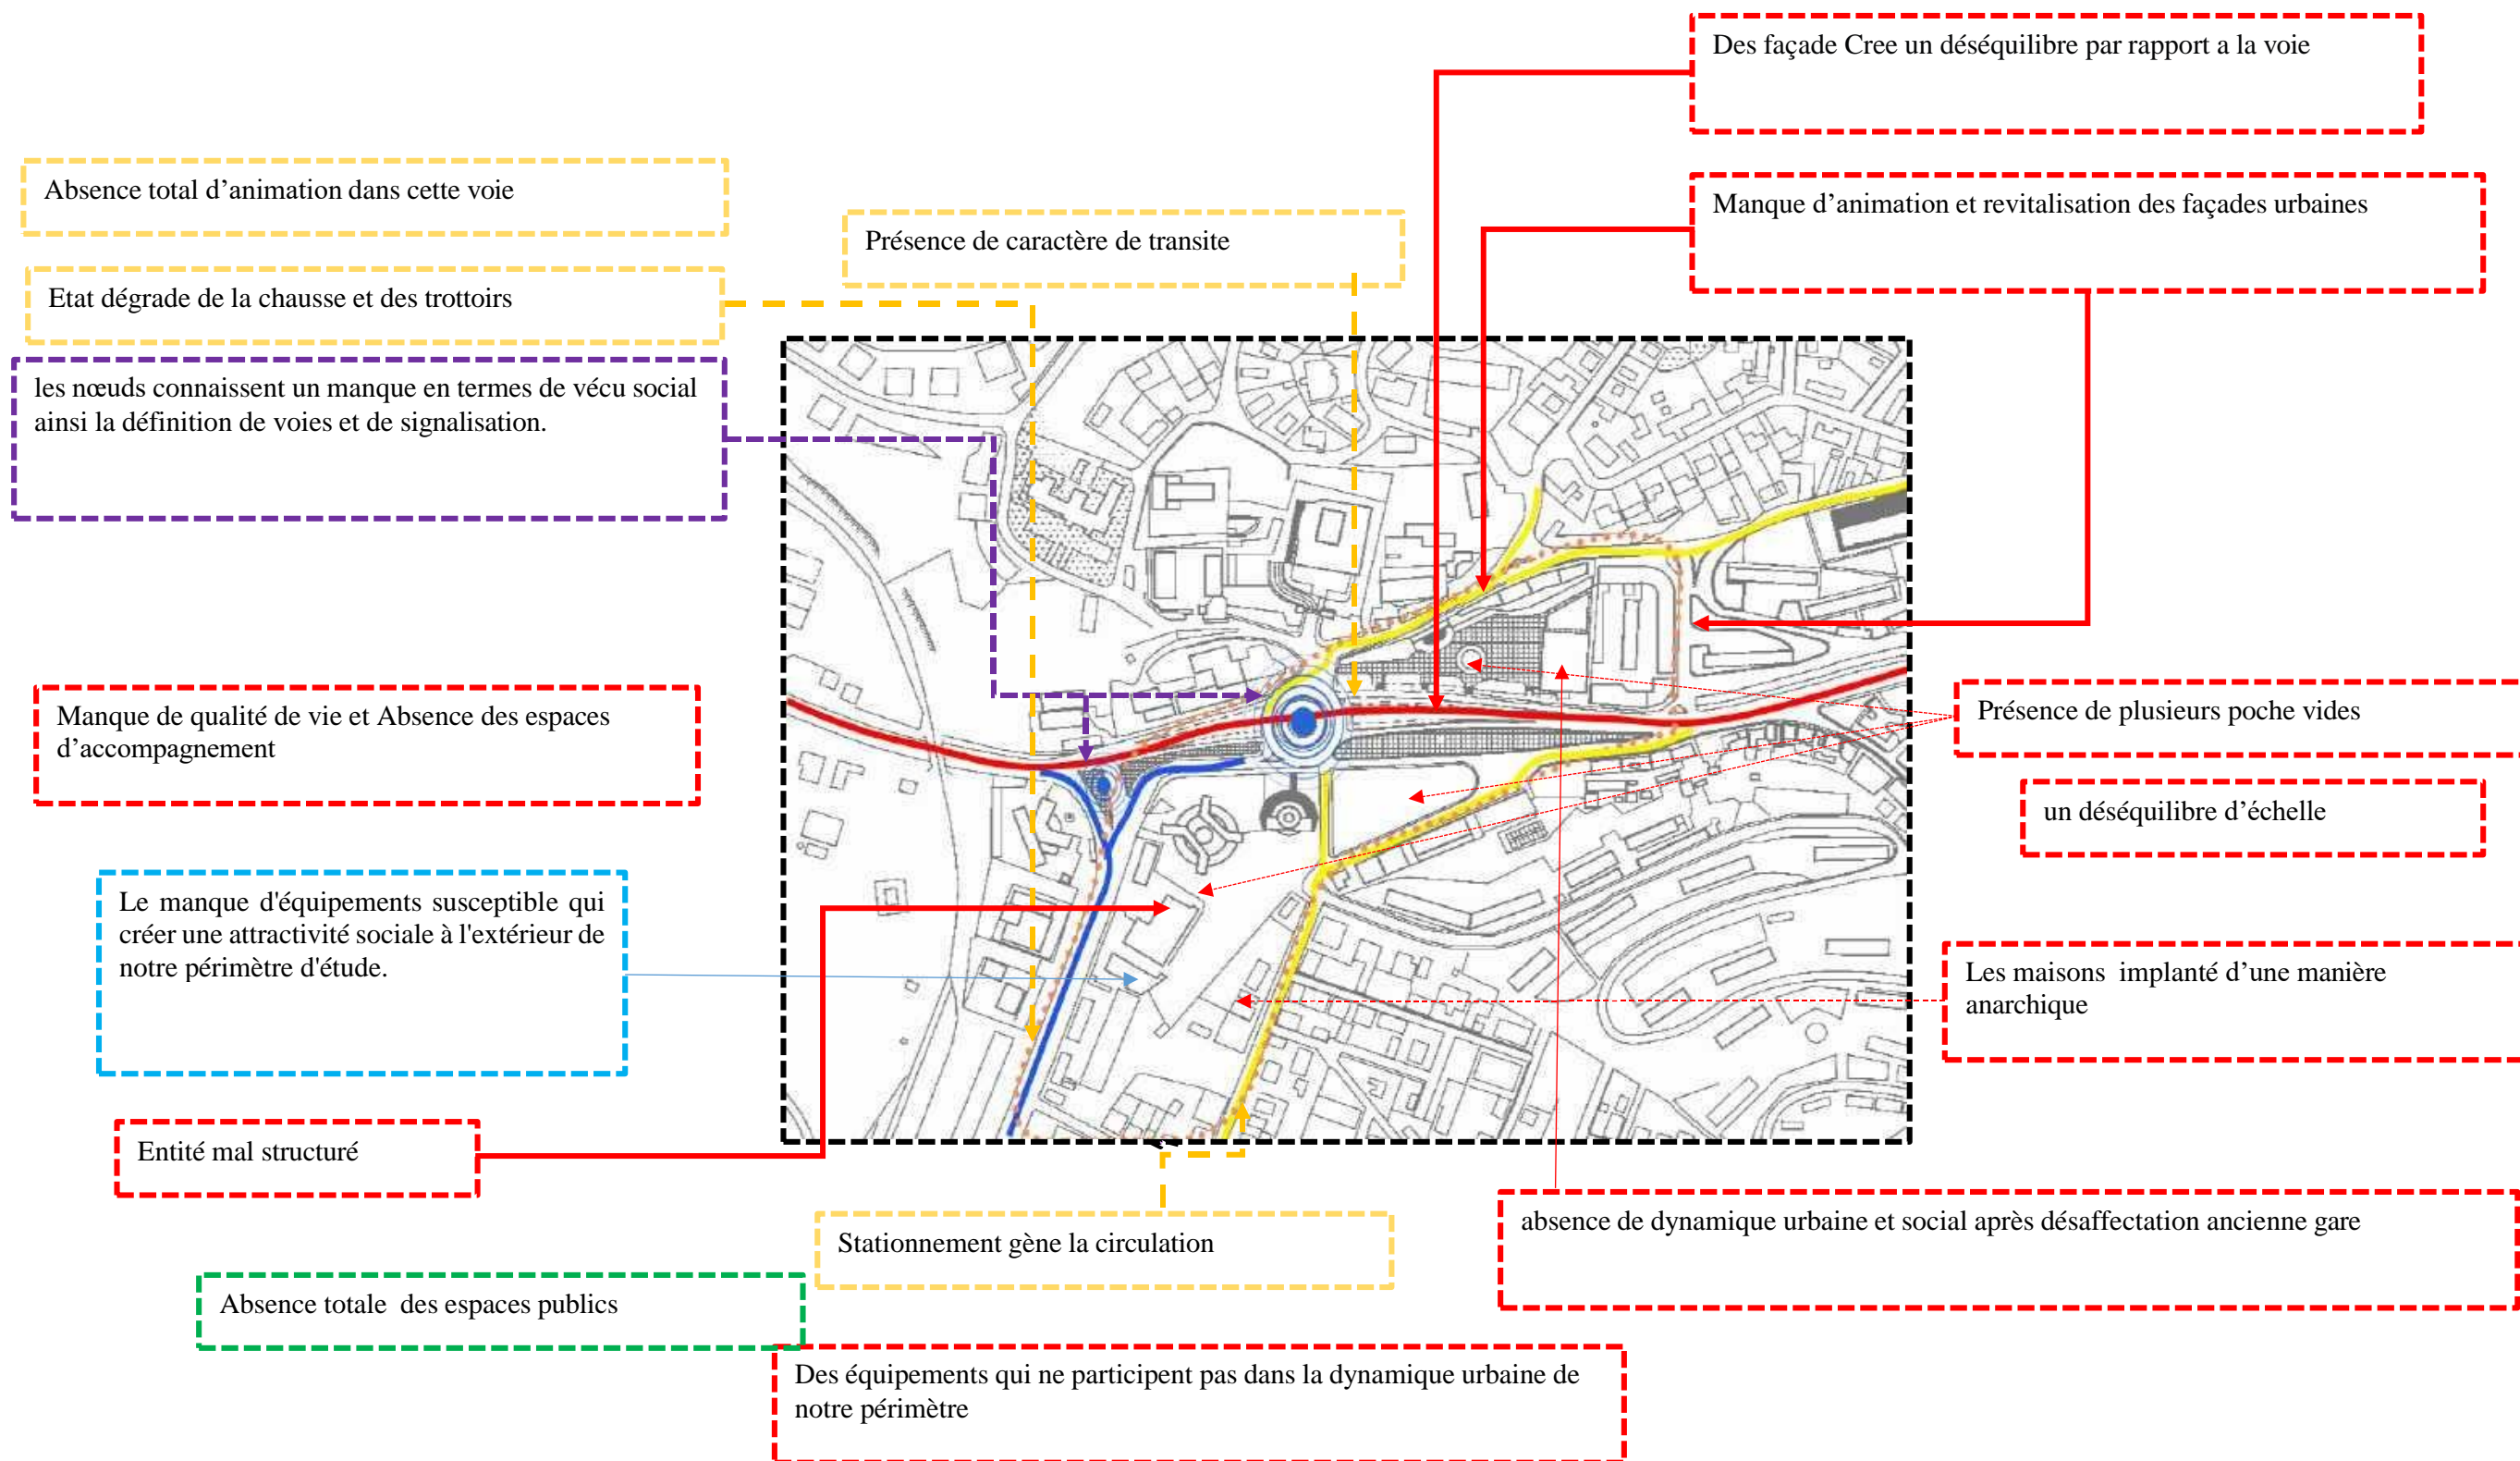 Des façade Cree un déséquilibre par rapport a la voie
Absence total d’animation dans cette voie
Manque d’animation et revitalisation des façades urbaines
Présence de caractère de transite
Etat dégrade de la chausse et des trottoirs
les nœuds connaissent un manque en termes de vécu social
ainsi la définition de voies et de signalisation.
Manque de qualité de vie et Absence des espaces
d’accompagnement
Présence de plusieurs poche vides
un déséquilibre d’échelle
Le manque d'équipements susceptible qui
créer une attractivité sociale à l'extérieur de
notre périmètre d'étude.
Les maisons implanté d’une manière
anarchique
Entité mal structuré
Stationnement gène la circulation
absence de dynamique urbaine et social après désaffectation ancienne gare
Absence totale des espaces publics
Des équipements qui ne participent pas dans la dynamique urbaine de
notre périmètre